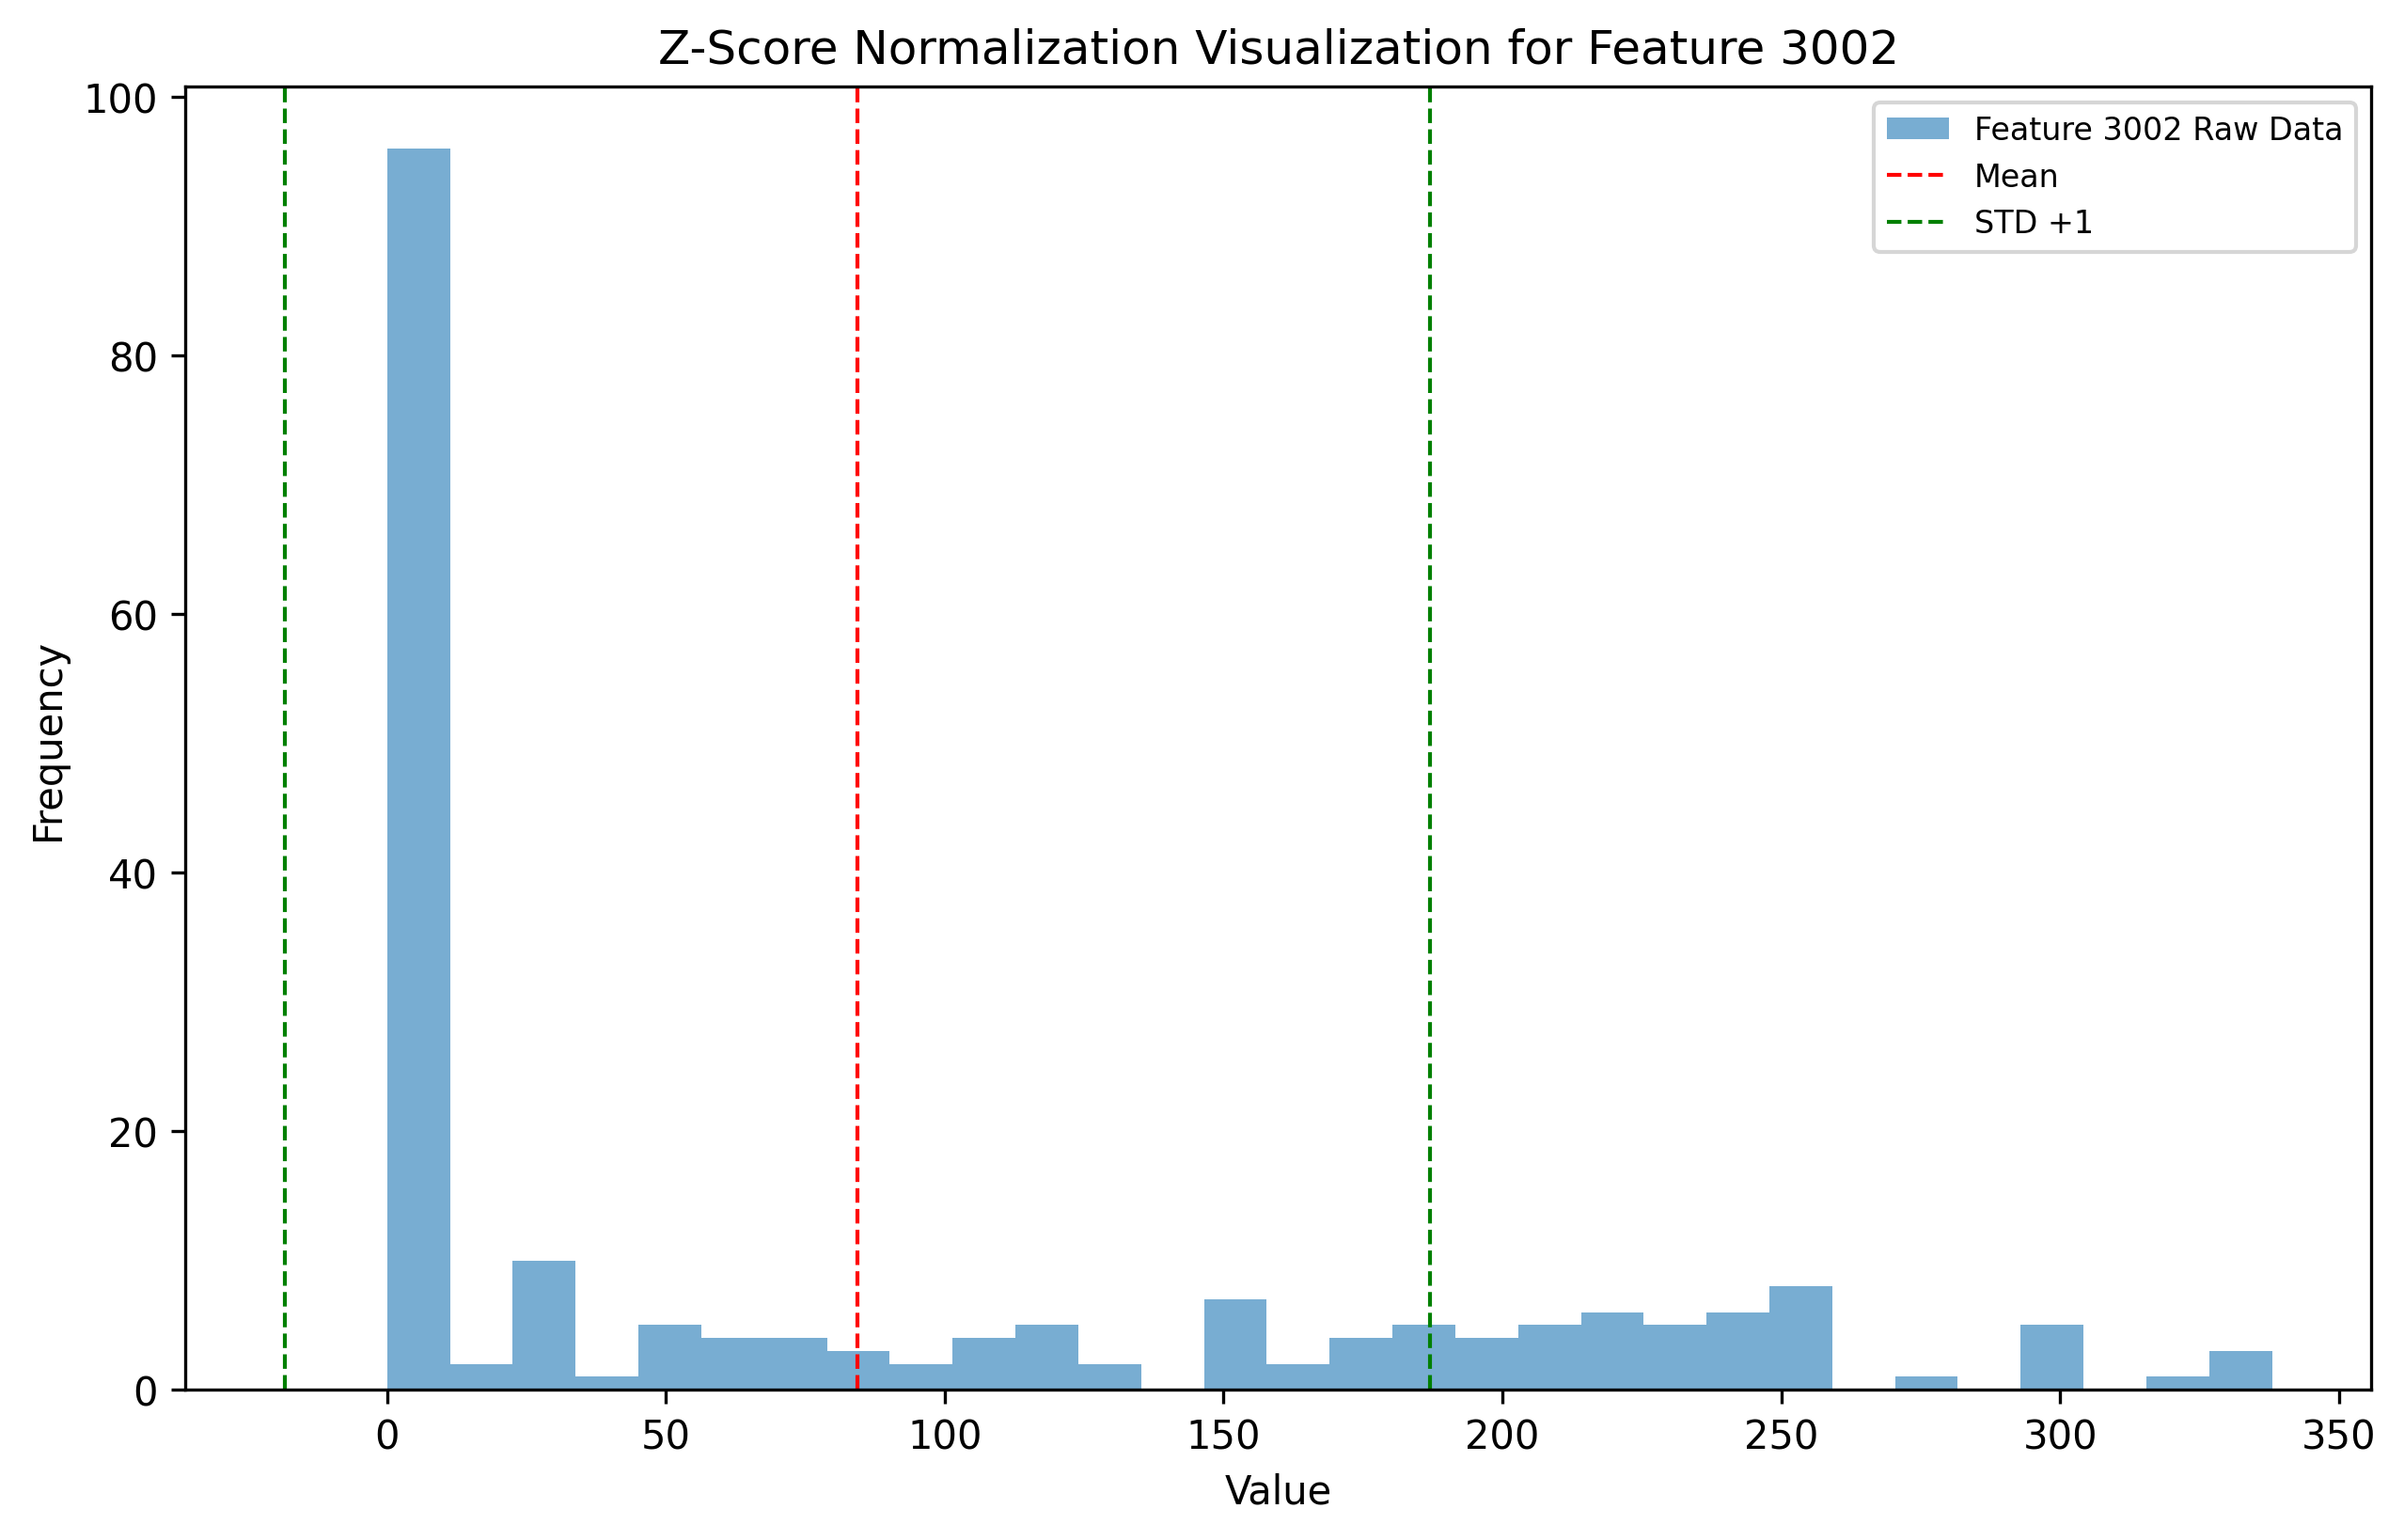 Z-Score Normalization Visualization for Feature 3002
Feature 3002 Raw Data
Mean
STD +1
100
80
60
40
20
0
Frequency
0 50 100 150 200 250 300 350
Value